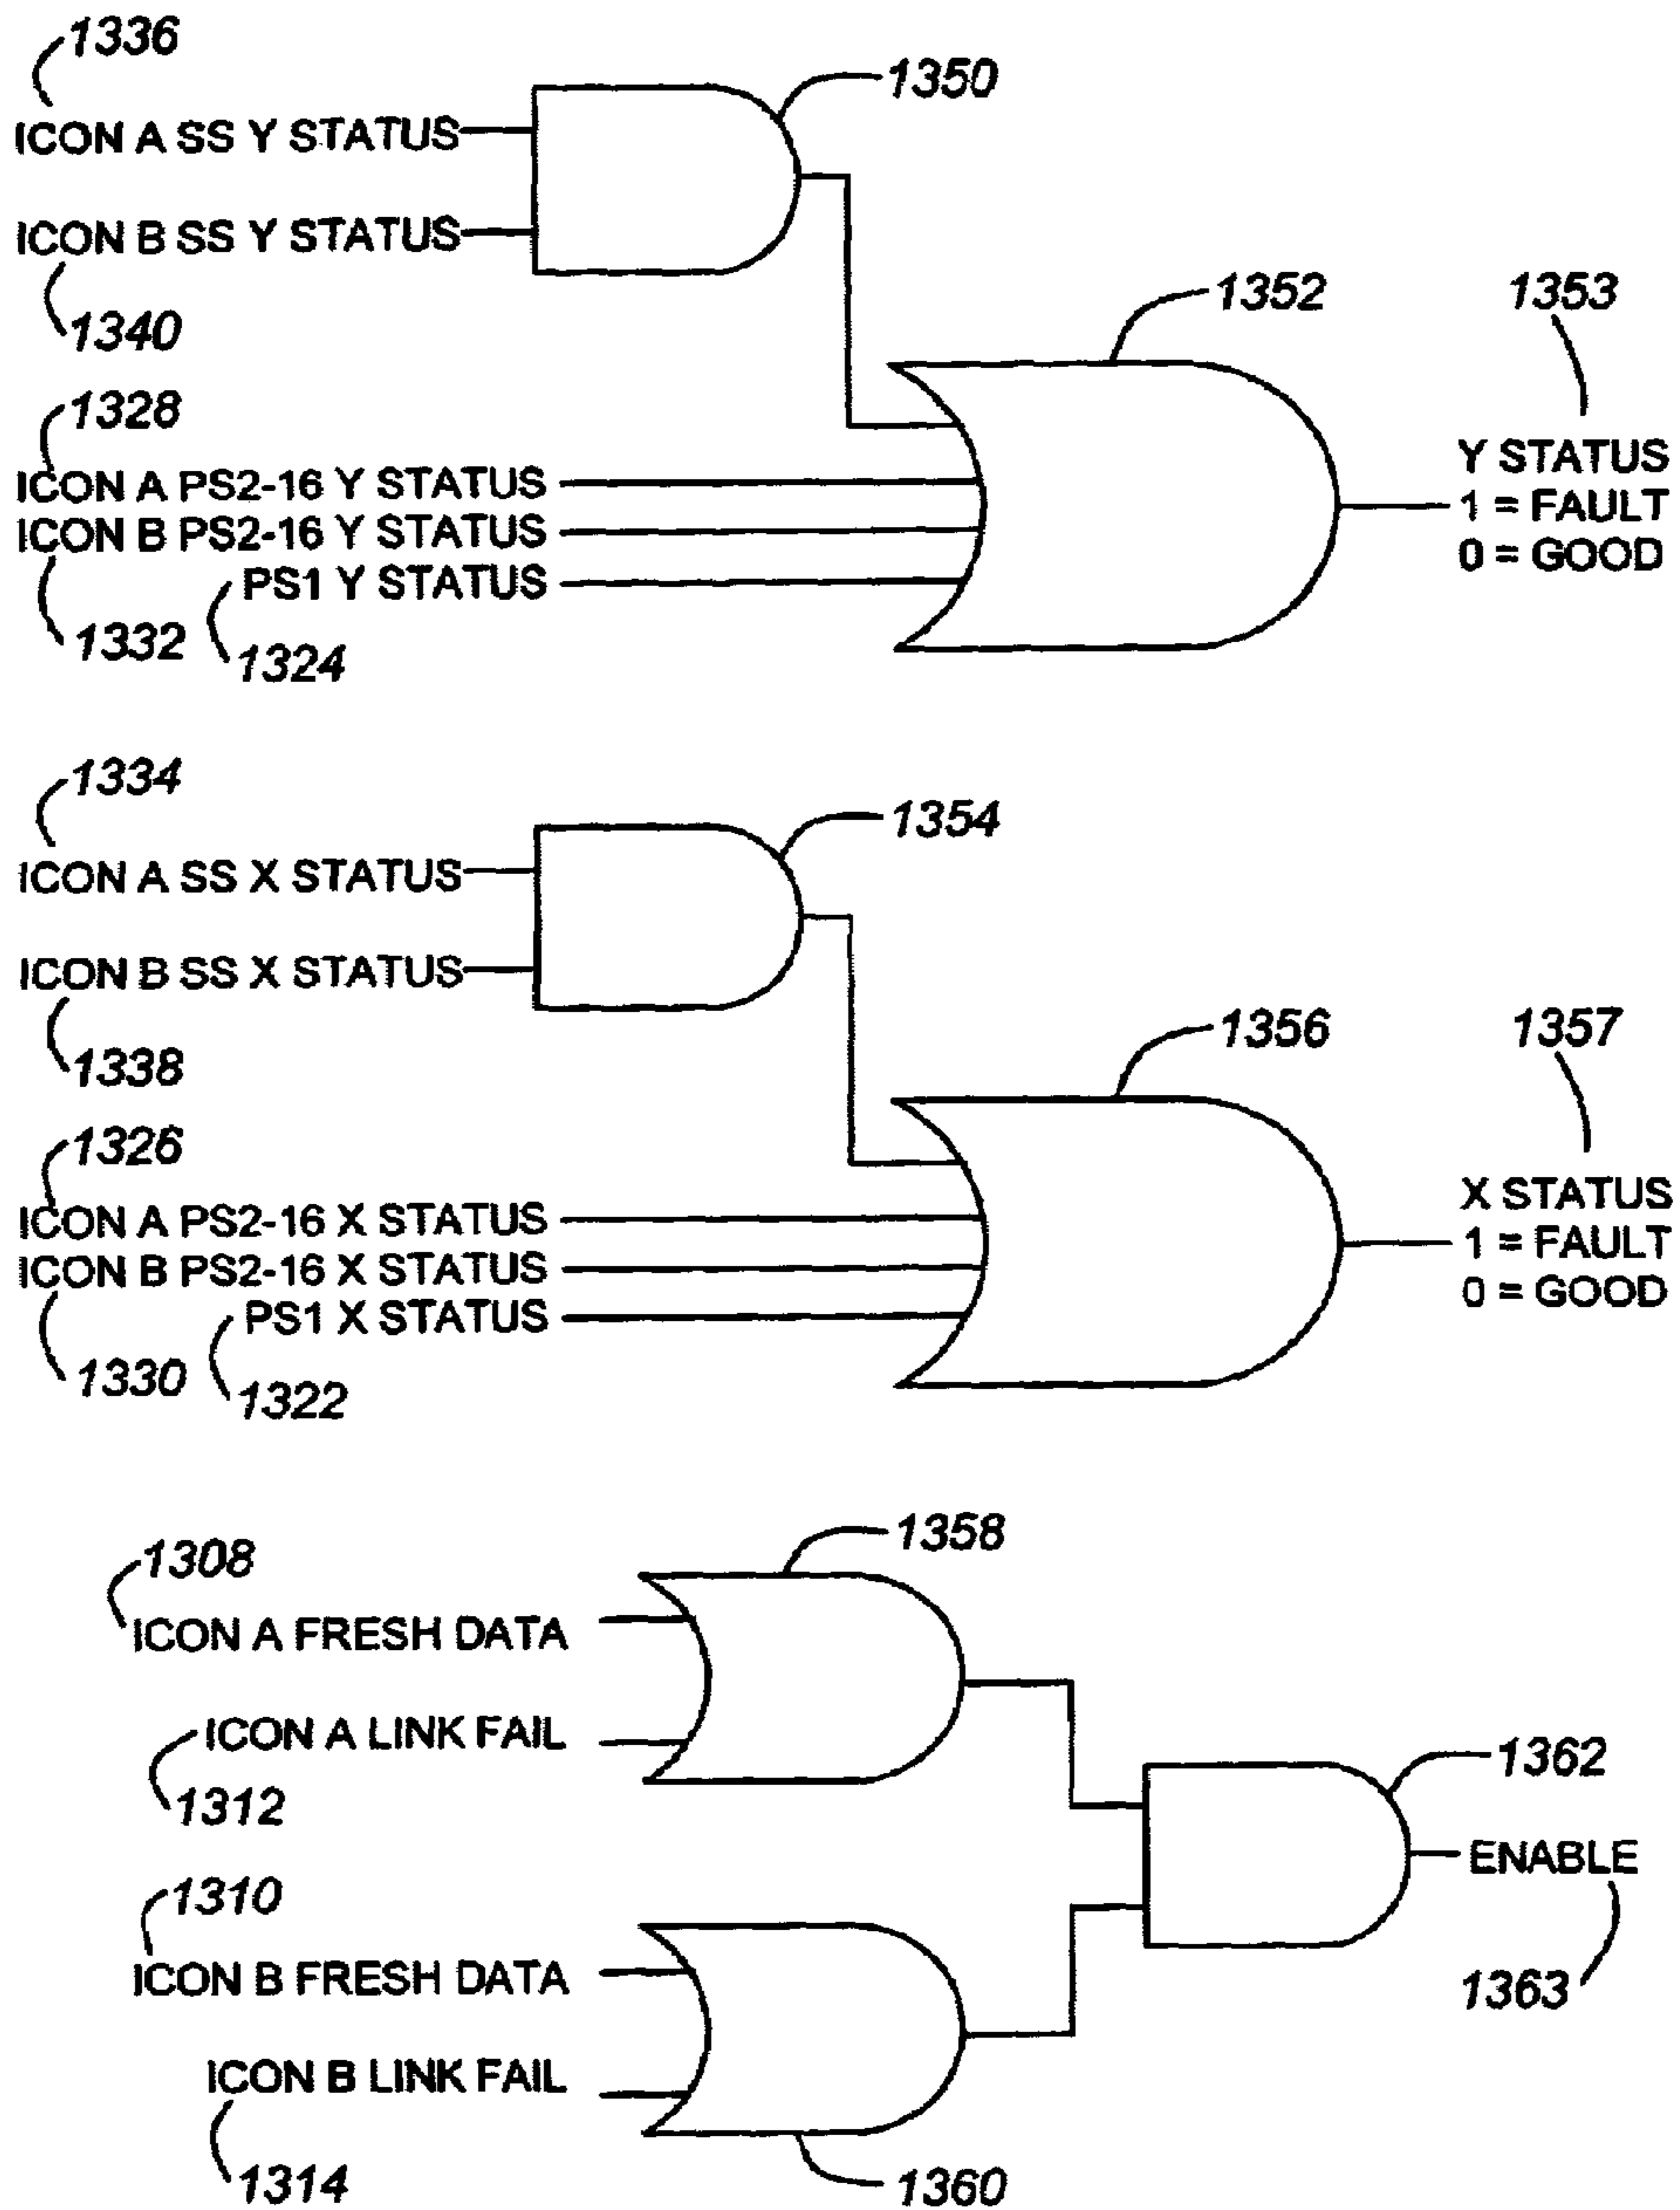 1336
ICON A SS Y STATUS
1350
ICON B SS Y STATUS
1340
1352
1353
1328
ICON A PS2-16 Y STATUS
ICON B PS2-16 Y STATUS
PS1 Y STATUS
1332
1324
Y STATUS
1 = FAULT
0 = GOOD
1334
ICON A SS X STATUS
1354
ICON B SS X STATUS
1338
1356
1357
1326
ICON A PS2-16 X STATUS
ICON B PS2-16 X STATUS
PS1 X STATUS
1330
1322
X STATUS
1 = FAULT
0 = GOOD
1308
ICON A FRESH DATA
1358
ICON A LINK FAIL
1312
1362
ENABLE
1363
1310
ICON B FRESH DATA
ICON B LINK FAIL
1314
1360